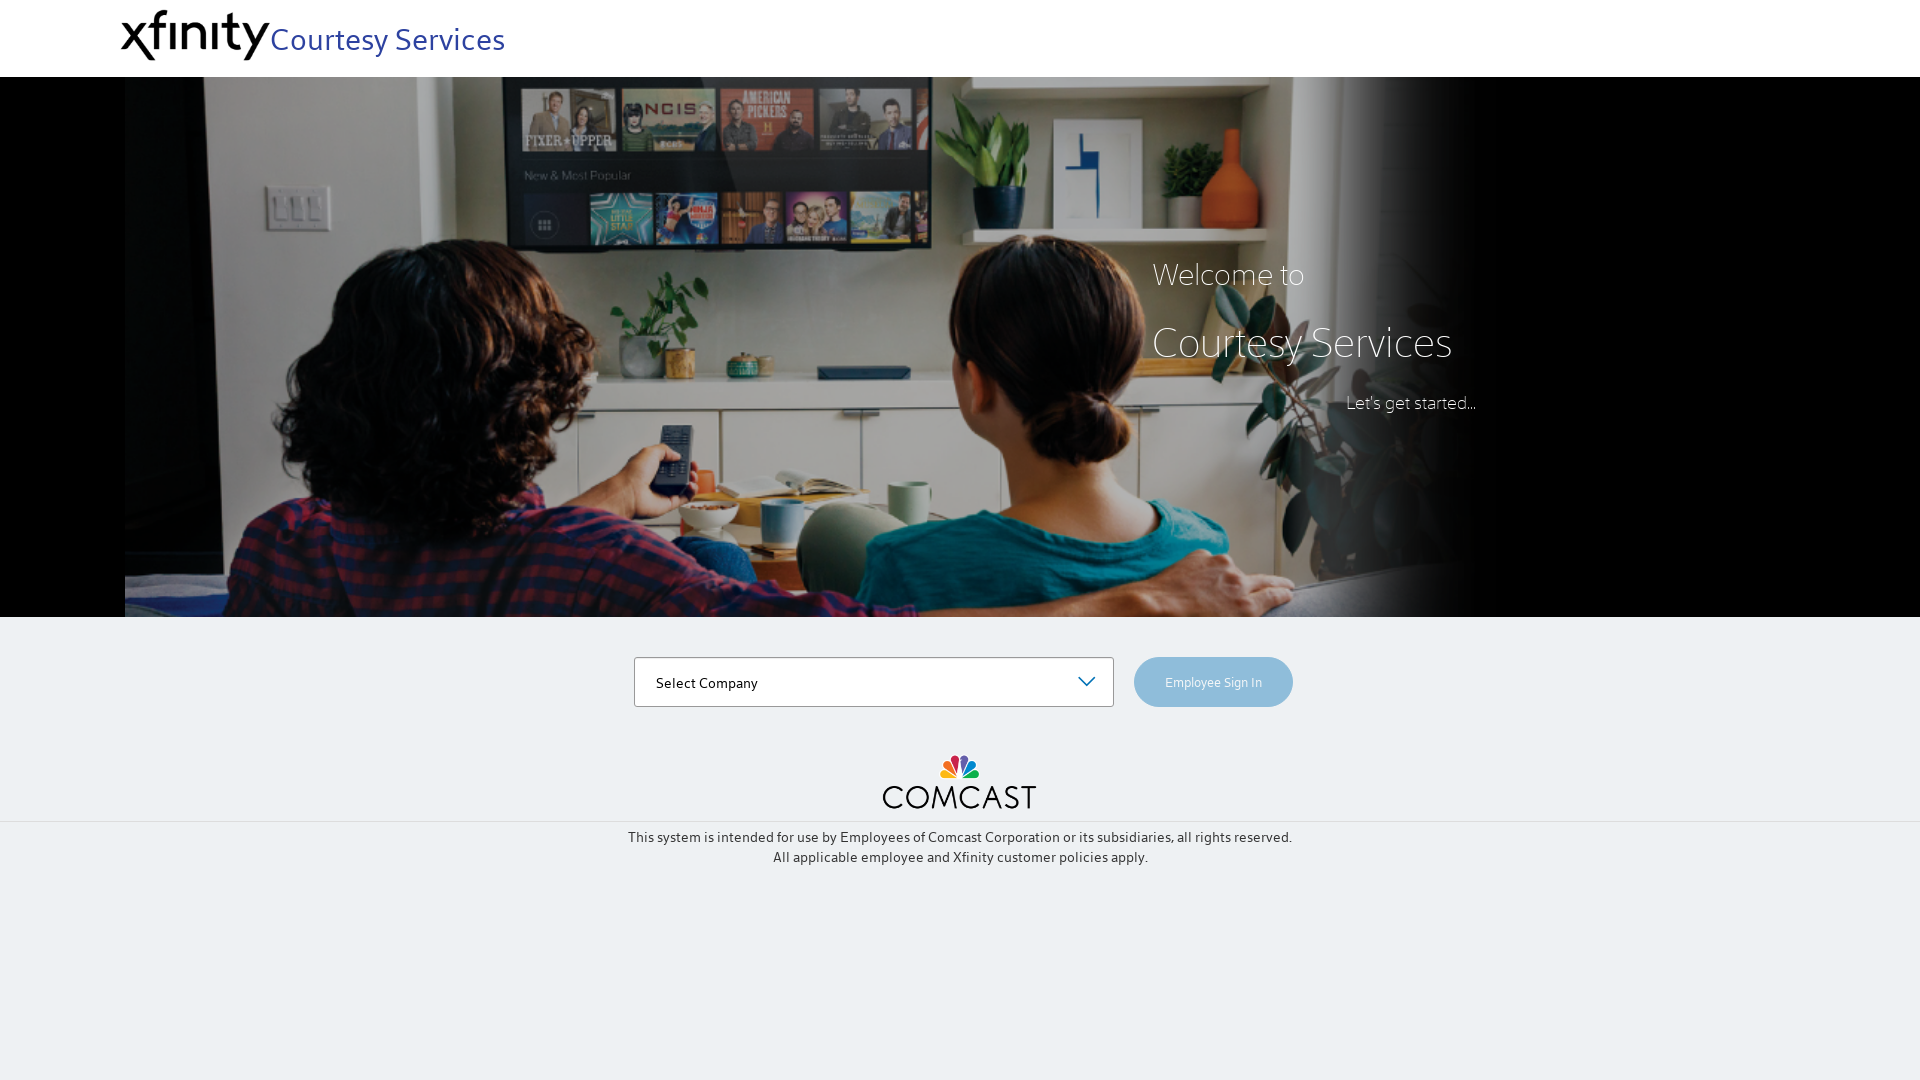 xfinity Courtesy Services
FIXER UPPER
NCIS
AMERICAN PICKERS
New & Most Popular
Welcome to
Courtesy Services
Let's get started...
Select Company
Employee Sign In
COMCAST
This system is intended for use by Employees of Comcast Corporation or its subsidiaries, all rights reserved.
All applicable employee and Xfinity customer policies apply.